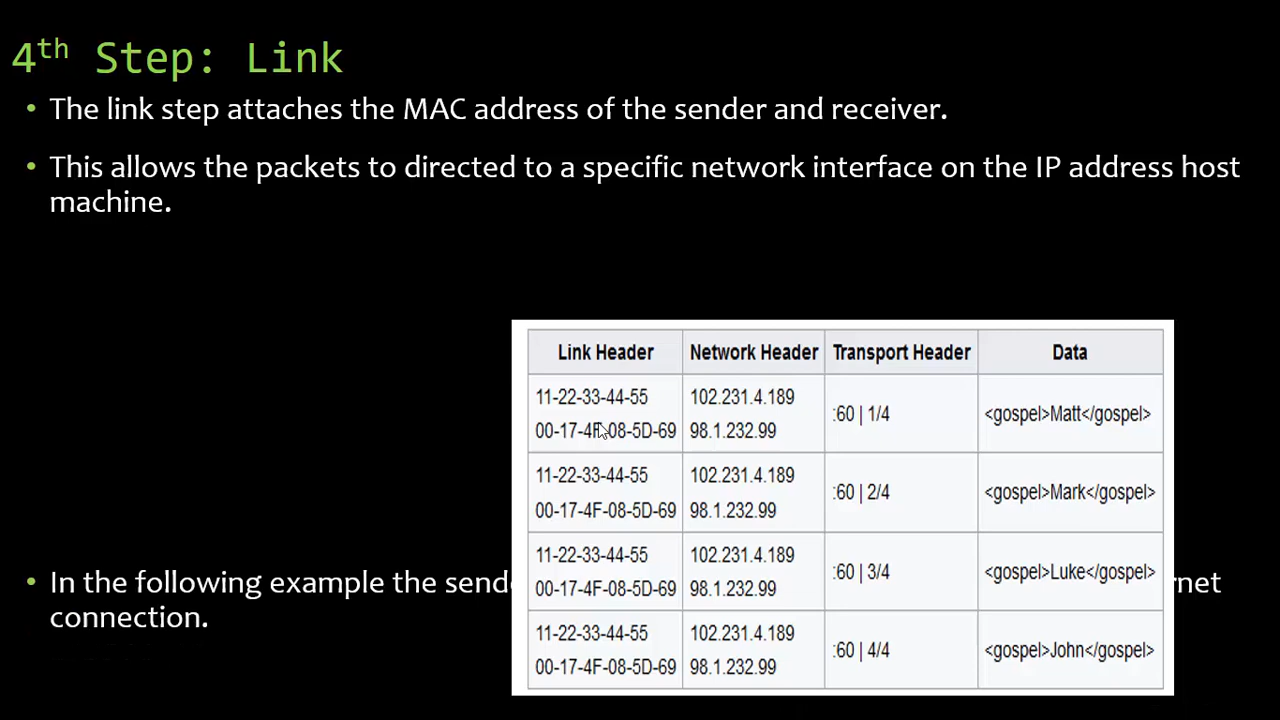 4th Step: Link
• The link step attaches the MAC address of the sender and receiver.
• This allows the packets to directed to a specific network interface on the IP address host
machine.
Link Header Network Header Transport Header Data
11-22-33-44-55 102.231.4.189
00-17-4F-08-5D-69 98.1.232.99
:60 | 1/4 <gospel>Matt</gospel>
11-22-33-44-55 102.231.4.189
00-17-4F-08-5D-69 98.1.232.99
:60 | 2/4 <gospel>Mark</gospel>
11-22-33-44-55 102.231.4.189
00-17-4F-08-5D-69 98.1.232.99
:60 | 3/4 <gospel>Luke</gospel>
11-22-33-44-55 102.231.4.189
00-17-4F-08-5D-69 98.1.232.99
:60 | 4/4 <gospel>John</gospel>
• In the following example the
connection.